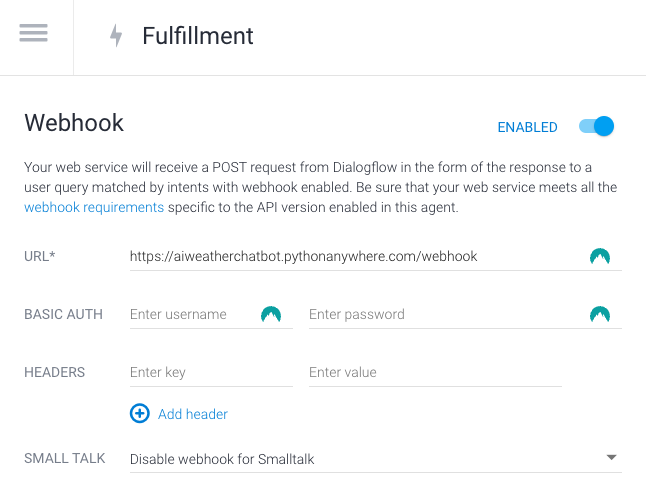 Fulfillment
Webhook
ENABLED
Your web service will receive a POST request from Dialogflow in the form of the response to a
user query matched by intents with webhook enabled. Be sure that your web service meets all the
webhook requirements specific to the API version enabled in this agent.
URL* https://aiweatherchatbot.pythonanywhere.com/webhook
BASIC AUTH Enter username Enter password
HEADERS Enter key Enter value
Add header
SMALL TALK Disable webhook for Smalltalk